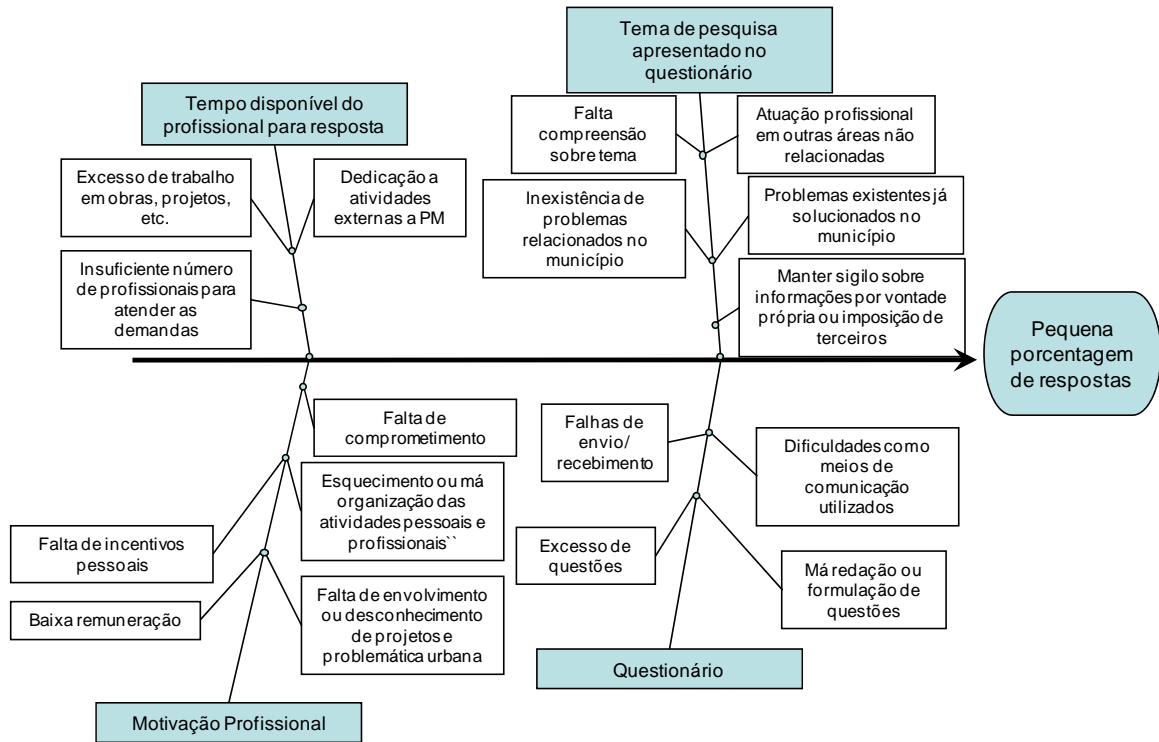 Tema de pesquisa
apresentado no
questionário
Tempo disponível do
profissional para resposta
Falta
compreensão
sobre tema
Atuação profissional
em outras áreas não
relacionadas
Excesso de trabalho
em obras, projetos,
etc.
Dedicação a
atividades
externas a PM
Inexistência de
problemas
relacionados no
município
Problemas existentes já
solucionados no
município
Insuficiente número
de profissionais para
atender as
demandas
Manter sigilo sobre
informações por vontade
própria ou imposição de
terceiros
Pequena
porcentagem
de respostas
Falta de
comprometimento
Falhas de
envio/
recebimento
Dificuldades como
meios de
comunicação
utilizados
Esquecimento ou má
organização das
atividades pessoais e
profissionais``
Falta de incentivos
pessoais
Excesso de
questões
Má redação ou
formulação de
questões
Baixa remuneração
Falta de envolvimento
ou desconhecimento
de projetos e
problemática urbana
Questionário
Motivação Profissional